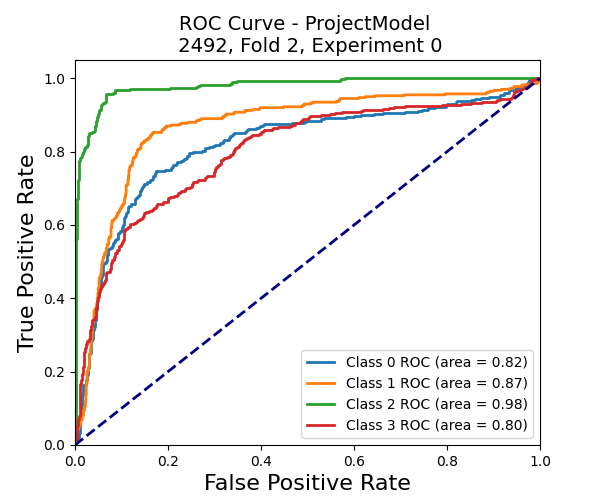 ROC Curve - ProjectModel
2492, Fold 2, Experiment 0
True Positive Rate
1.0
0.8
0.6
0.4
0.2
0.0
Class 0 ROC (area = 0.82)
Class 1 ROC (area = 0.87)
Class 2 ROC (area = 0.98)
Class 3 ROC (area = 0.80)
0.0 0.2 0.4 0.6 0.8 1.0
False Positive Rate